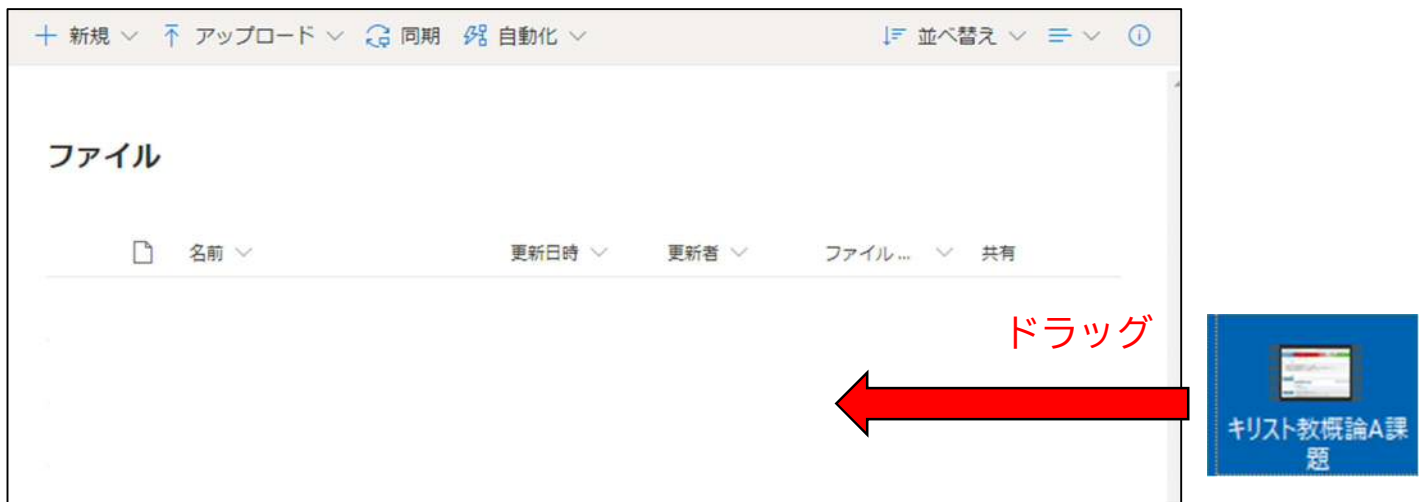 新規 アップロード 同期 自動化 並べ替え
ファイル
名前 更新日時 更新者 ファイル... 共有
ドラッグ
キリスト教概論A課
題